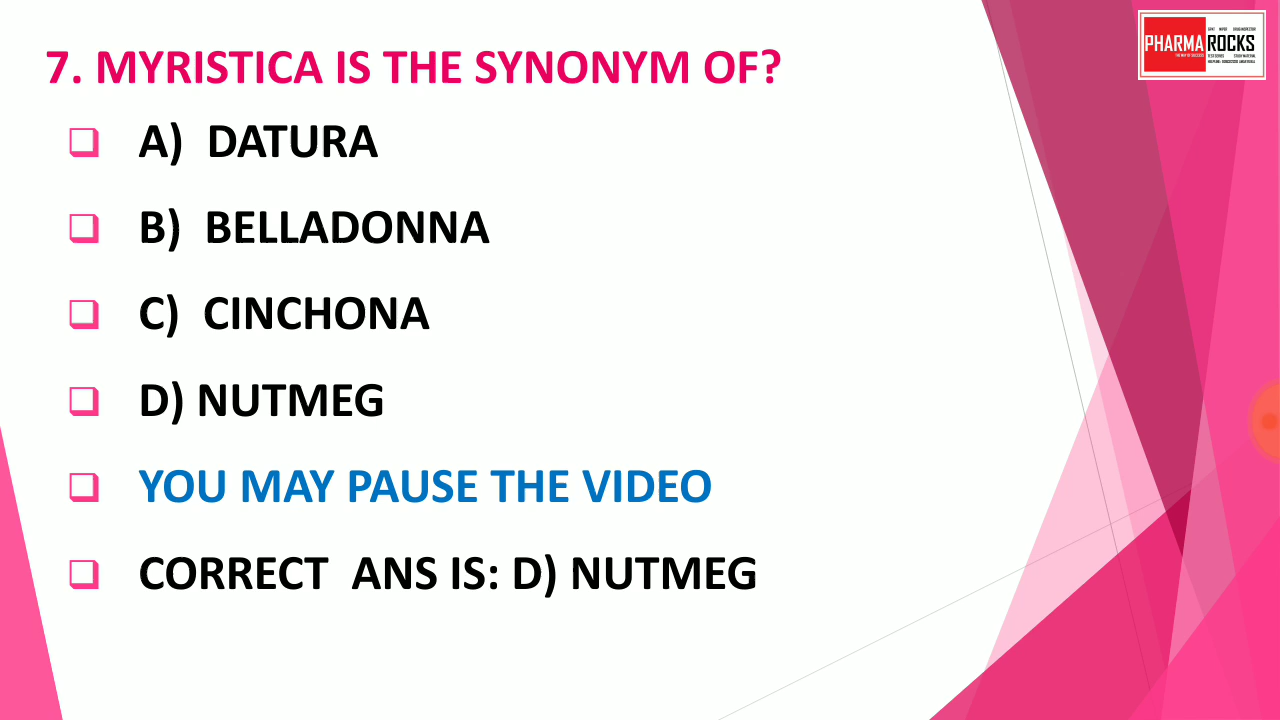 7. MYRISTICA IS THE SYNONYM OF?
A) DATURA
B) BELLADONNA
C) CINCHONA
D) NUTMEG
YOU MAY PAUSE THE VIDEO
CORRECT ANS IS: D) NUTMEG
PHARMA ROCKS